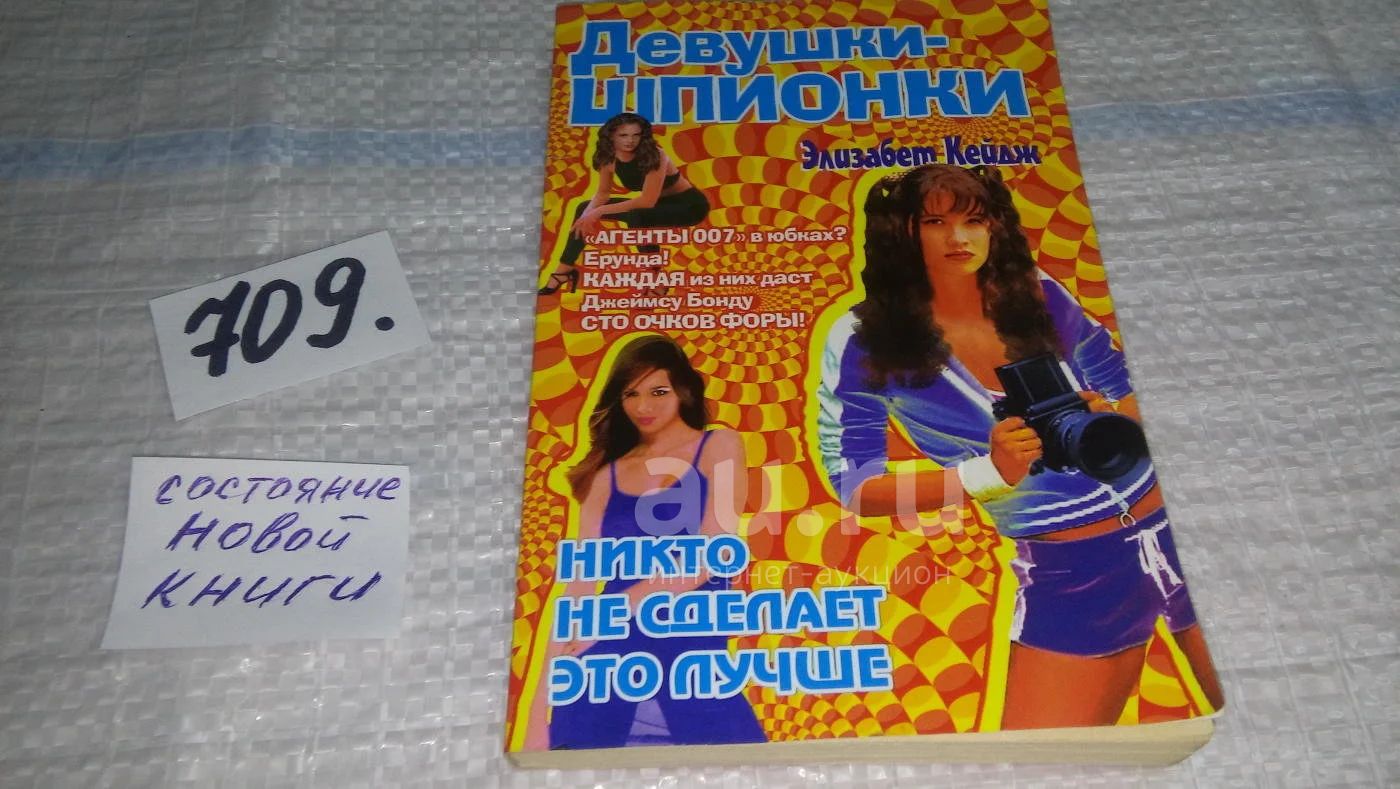 Девушки-
шпионки
Элизабет Кейдж
«АГЕНТЫ 007» в юбках?
Ерунда!
КАЖДАЯ из них даст
Джеймсу Бонду
СТО ОЧКОВ ФОРЫ!
709.
состояние
новой
книги
au.ru
интернет-аукцион
НИКТО
НЕ СДЕЛАЕТ
ЭТО ЛУЧШЕ